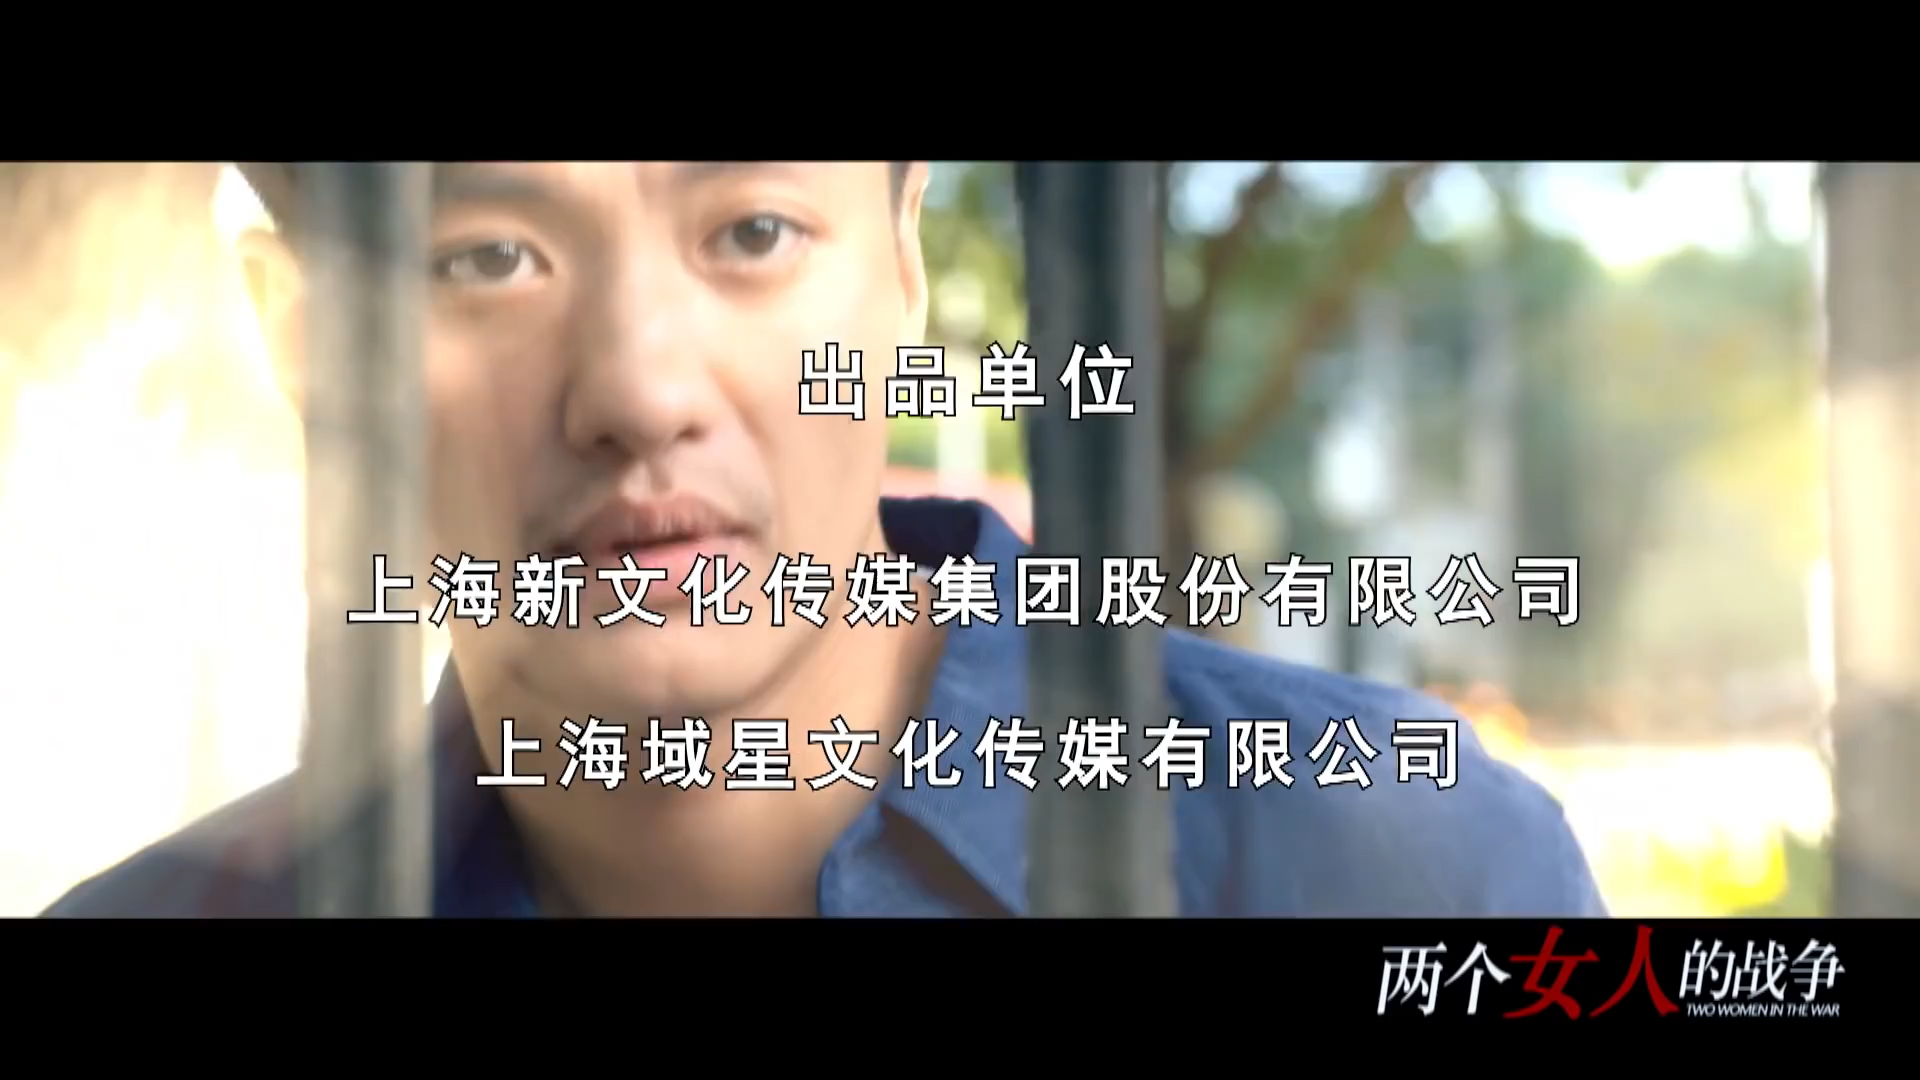 出品单位
上海新文化传媒集团股份有限公司
上海域星文化传媒有限公司
两个女人的战争
TWO WOMEN IN THE WAR